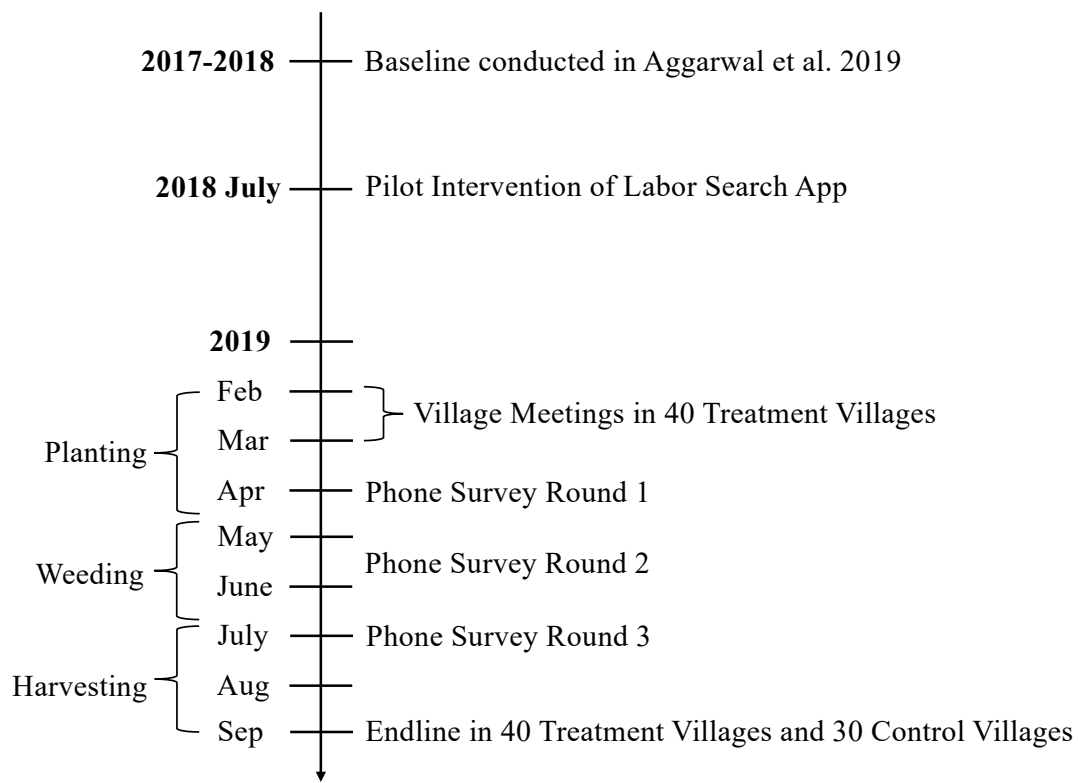 2017-2018 Baseline conducted in Aggarwal et al. 2019
2018 July Pilot Intervention of Labor Search App
2019
Feb
Village Meetings in 40 Treatment Villages
Mar
Planting
Apr Phone Survey Round 1
May
Phone Survey Round 2
Weeding
June
July Phone Survey Round 3
Harvesting
Aug
Sep Endline in 40 Treatment Villages and 30 Control Villages